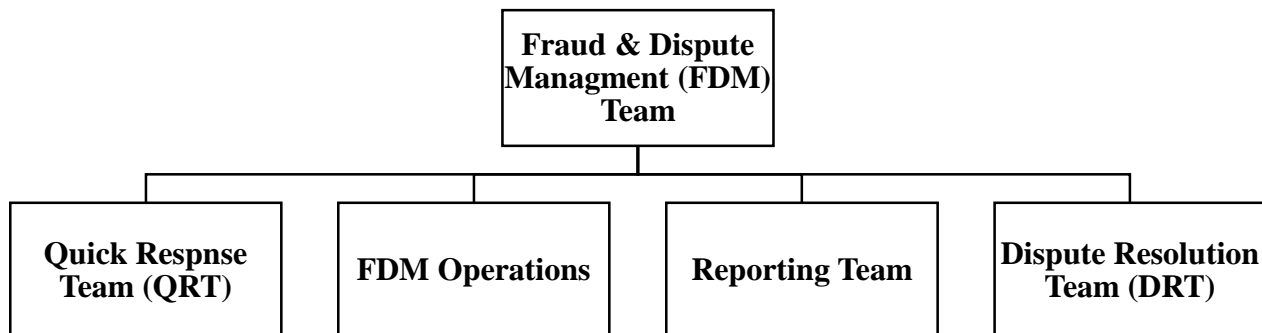 Fraud & Dispute
Managment (FDM)
Team
Quick Respnse
Team (QRT)
FDM Operations
Reporting Team
Dispute Resolution
Team (DRT)